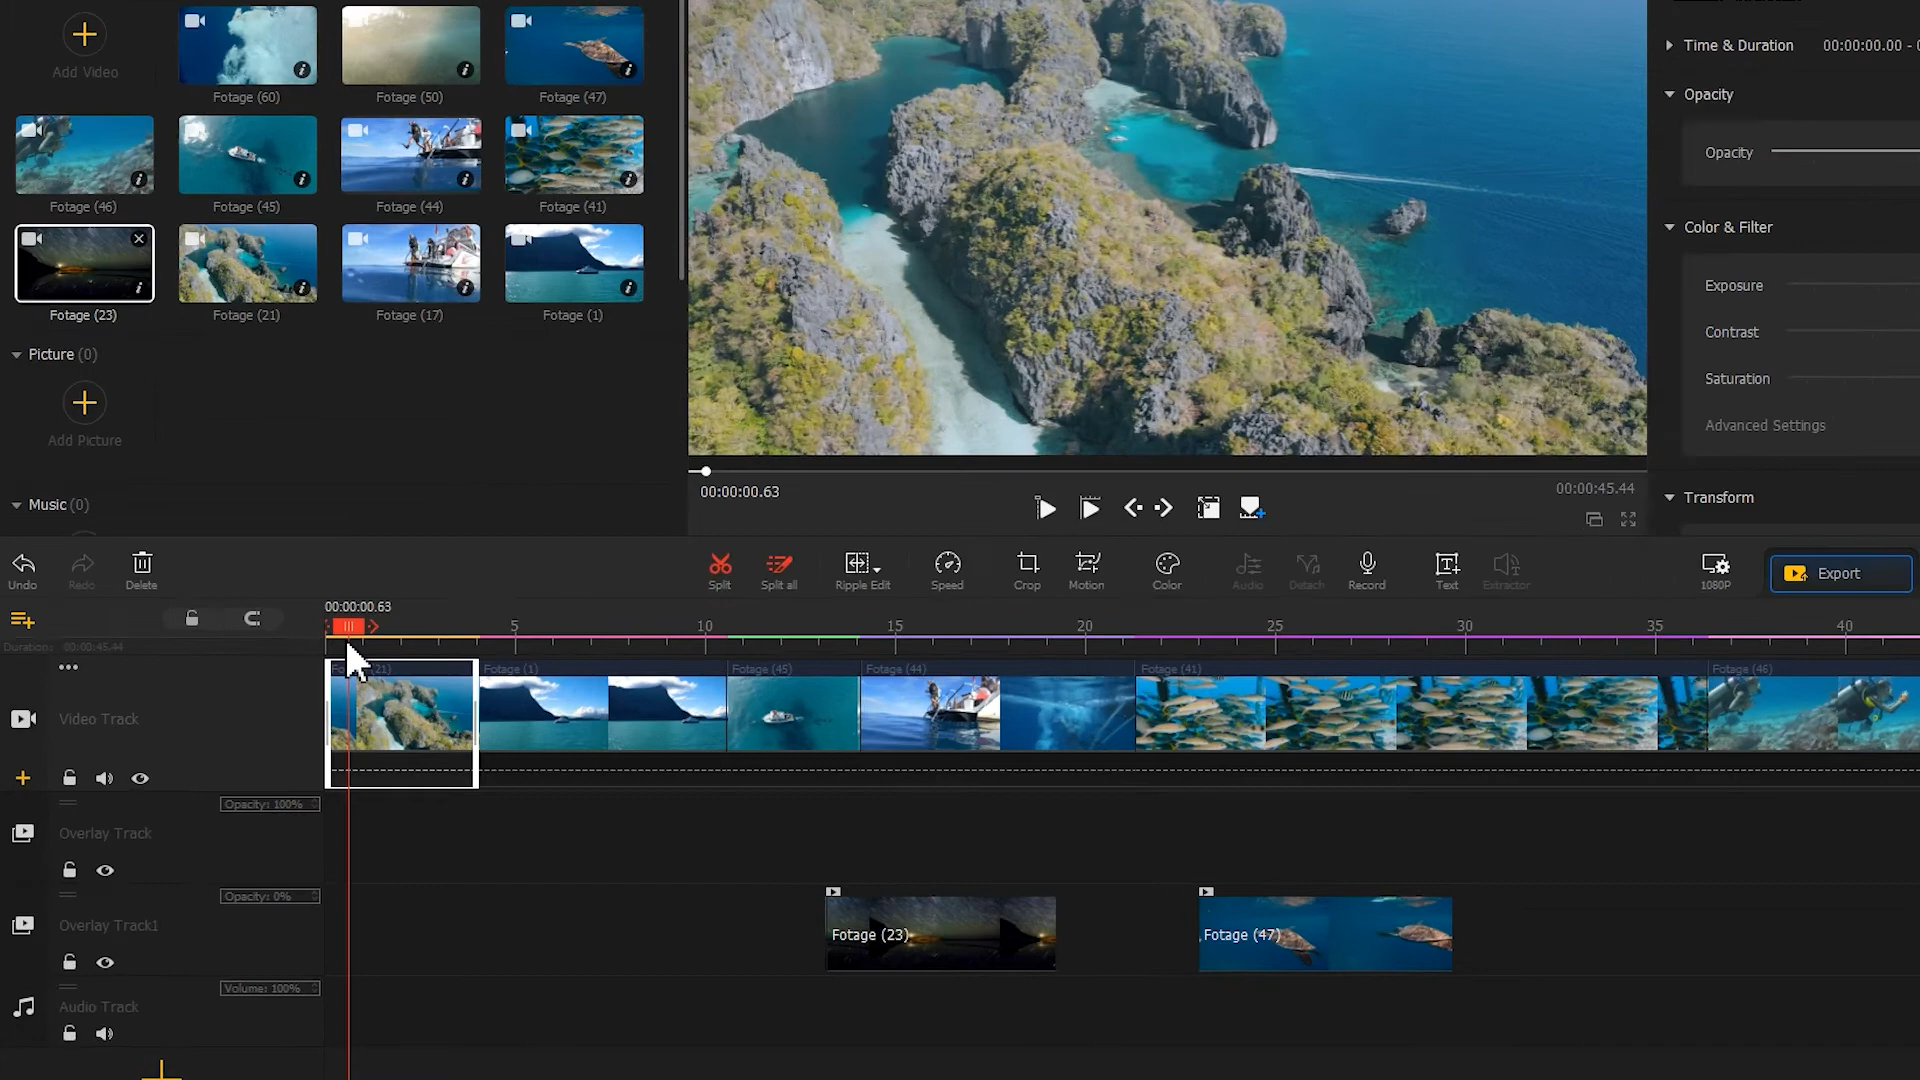 Add Video
Fotage (60)
Fotage (50)
Fotage (47)
Fotage (46)
Fotage (45)
Fotage (44)
Fotage (41)
Fotage (23)
Fotage (21)
Fotage (17)
Fotage (1)
Picture (0)
Add Picture
Music (0)
00:00:00.63
00:00:45.44
Time & Duration 00:00:00.00 -
Opacity
Opacity
Color & Filter
Exposure
Contrast
Saturation
Advanced Settings
Transform
Undo
Redo
Delete
Split
Split all
Ripple Edit
Speed
Crop
Motion
Color
Audio
Detach
Record
Text
Extractor
1080P
Export
00:00:00.63
5
10
15
20
25
30
35
40
Duration: 00:00:45.44
Fotage (1)
Fotage (45)
Fotage (44)
Fotage (41)
Fotage (46)
Video Track
Opacity: 100%
Overlay Track
Opacity: 0%
Overlay Track1
Fotage (23)
Fotage (47)
Volume: 100%
Audio Track